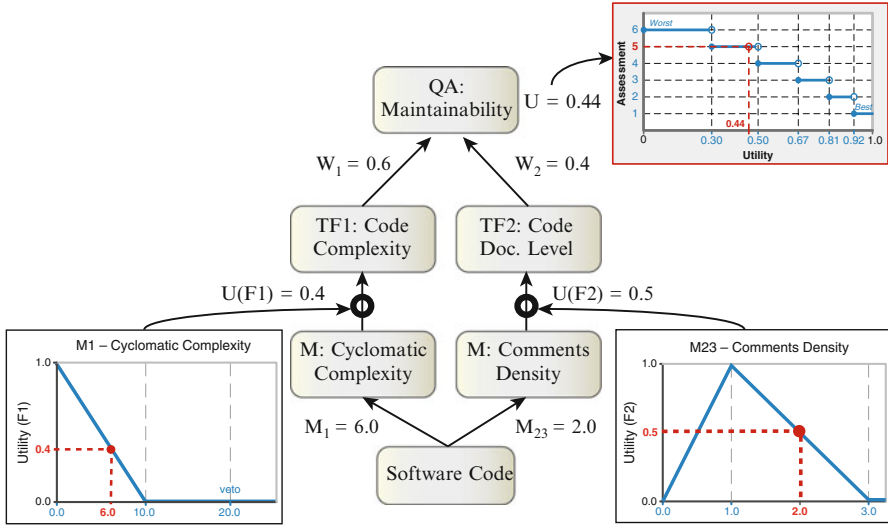 QA:
Maintainability
U = 0.44
Assessment
6
5
4
3
2
1
Worst
Best
0.44
0
0.30
0.50
0.67
0.81
0.92
1.0
Utility
W1 = 0.6
W2 = 0.4
TF1: Code
Complexity
TF2: Code
Doc. Level
U(F1) = 0.4
U(F2) = 0.5
M1 – Cyclomatic Complexity
Utility (F1)
1.0
0.4
0.0
veto
0.0
6.0
10.0
20.0
M: Cyclomatic
Complexity
M: Comments
Density
M1 = 6.0
M23 = 2.0
Software Code
M23 – Comments Density
Utility (F2)
1.0
0.5
0.0
0.0
1.0
2.0
3.0